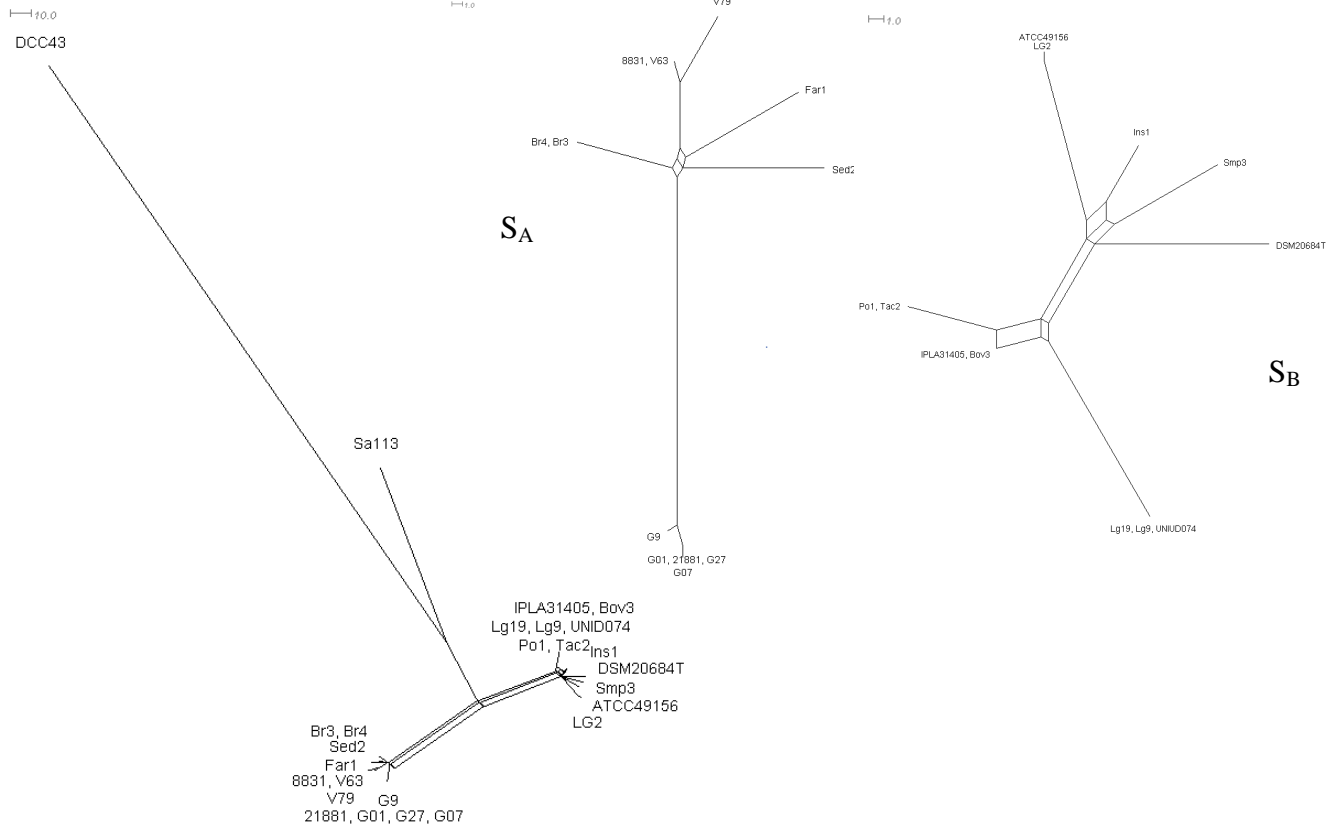 10.0
DCC43
Sa113
IPLA31405, Bov3
Lg19, Lg9, UNID074
Po1, Tac2
Ins1
DSM20684T
Smp3
ATCC49156
LG2
Br3, Br4
Sed2
Far1
8831, V63
V79
G9
21881, G01, G27, G07
1.0
V79
8831, V63
Far1
Br4, Br3
Sed2
SA
G9
G01, 21881, G27
G07
1.0
ATCC49156
LG2
Ins1
Smp3
DSM20684T
Po1, Tac2
IPLA31405, Bov3
SB
Lg19, Lg9, UNIUD074